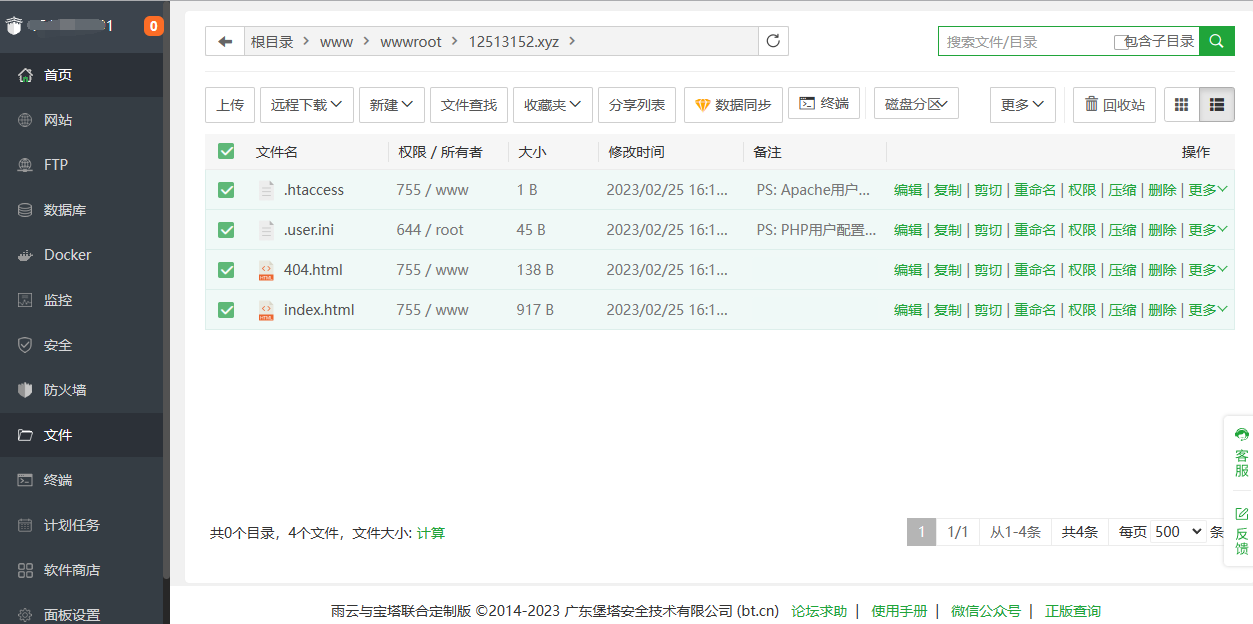 1 0
首页
网站
FTP
数据库
Docker
监控
安全
防火墙
文件
终端
计划任务
软件商店
面板设置
根目录 > www > wwwroot > 12513152.xyz >
搜索文件/目录 包含子目录
上传 远程下载 新建 文件查找 收藏夹 分享列表 数据同步 终端 磁盘分区 更多 回收站
文件名 权限 / 所有者 大小 修改时间 备注 操作
.htaccess 755 / www 1 B 2023/02/25 16:1... PS: Apache用户... 编辑 | 复制 | 剪切 | 重命名 | 权限 | 压缩 | 删除 | 更多
.user.ini 644 / root 45 B 2023/02/25 16:1... PS: PHP用户配置... 编辑 | 复制 | 剪切 | 重命名 | 权限 | 压缩 | 删除 | 更多
404.html 755 / www 138 B 2023/02/25 16:1... 编辑 | 复制 | 剪切 | 重命名 | 权限 | 压缩 | 删除 | 更多
index.html 755 / www 917 B 2023/02/25 16:1... 编辑 | 复制 | 剪切 | 重命名 | 权限 | 压缩 | 删除 | 更多
共0个目录，4个文件，文件大小: 计算
1 1/1 从1-4条 共4条 每页 500 条
客服
反馈
雨云与宝塔联合定制版 ©2014-2023 广东堡塔安全技术有限公司 (bt.cn) 论坛求助 | 使用手册 | 微信公众号 | 正版查询